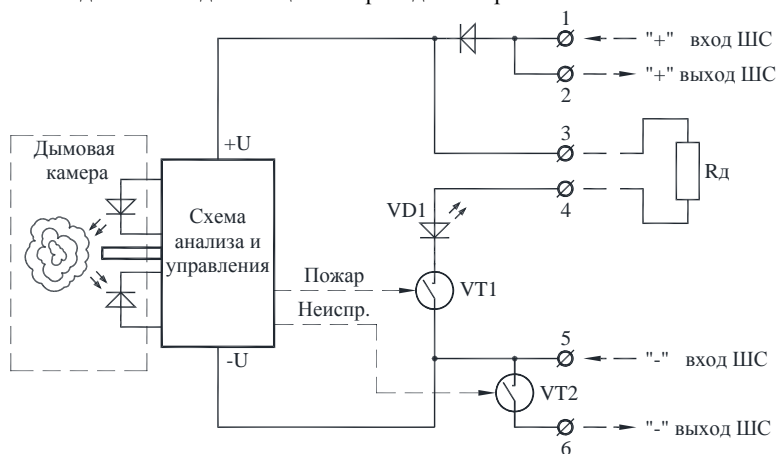 1
"+" вход ШС
"+" выход ШС
2
+U
3
Дымовая
камера
Rд
4
VD1
Схема
анализа и
управления
Пожар
VT1
Неиспр.
5
-U
"-" вход ШС
VT2
"-" выход ШС
6